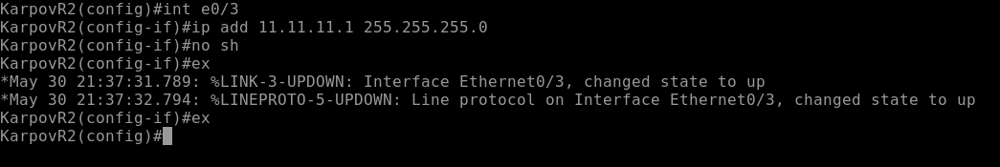 KarpovR2(config)#int e0/3
KarpovR2(config-if)#ip add 11.11.11.1 255.255.255.0
KarpovR2(config-if)#no sh
KarpovR2(config-if)#ex
*May 30 21:37:31.789: %LINK-3-UPDOWN: Interface Ethernet0/3, changed state to up
*May 30 21:37:32.794: %LINEPROTO-5-UPDOWN: Line protocol on Interface Ethernet0/3, changed state to up
KarpovR2(config-if)#ex
KarpovR2(config)#